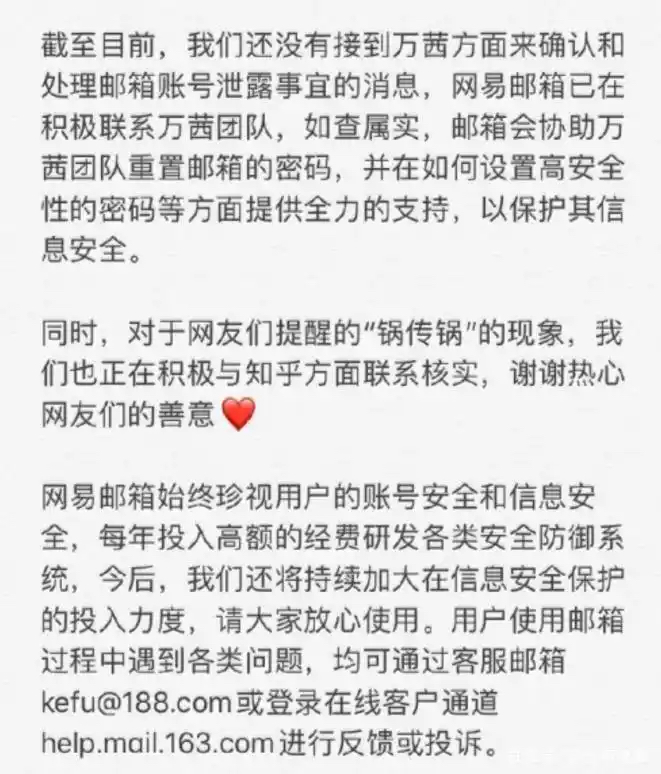 截至目前，我们还没有接到万茜方面来确认和
处理邮箱账号泄露事宜的消息，网易邮箱已在
积极联系万茜团队，如查属实，邮箱会协助万
茜团队重置邮箱的密码，并在如何设置高安全
性的密码等方面提供全力的支持，以保护其信
息安全。
同时，对于网友们提醒的“锅传锅”的现象，我
们也正在积极与知乎方面联系核实，谢谢热心
网友们的善意❤️
网易邮箱始终珍视用户的账号安全和信息安
全，每年投入高额的经费研发各类安全防御系
统，今后，我们还将持续加大在信息安全保护
的投入力度，请大家放心使用。用户使用邮箱
过程中遇到各类问题，均可通过客服邮箱
kefu@188.com或登录在线客户通道
help.mail.163.com进行反馈或投诉。